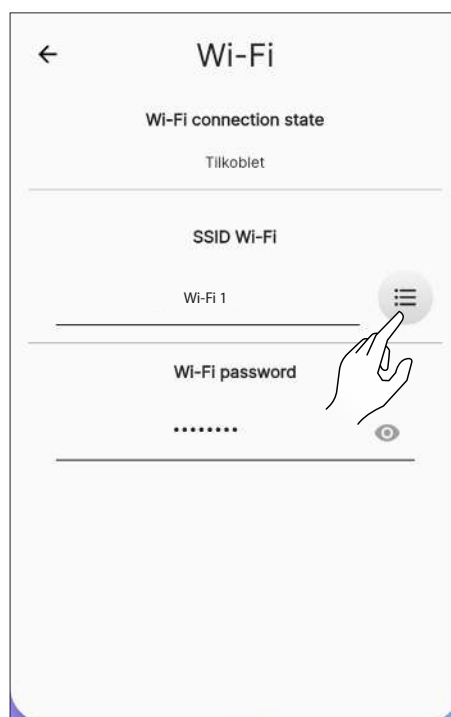 Wi-Fi
Wi-Fi connection state
Tilkoblet
SSID Wi-Fi
Wi-Fi 1
Wi-Fi password
••••••••